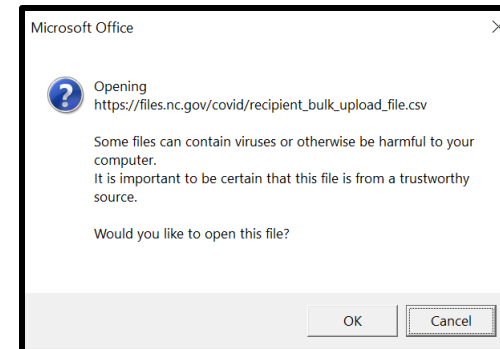 Microsoft Office
Opening
https://files.nc.gov/covid/recipient_bulk_upload_file.csv
Some files can contain viruses or otherwise be harmful to your
computer.
It is important to be certain that this file is from a trustworthy
source.
Would you like to open this file?
OK
Cancel